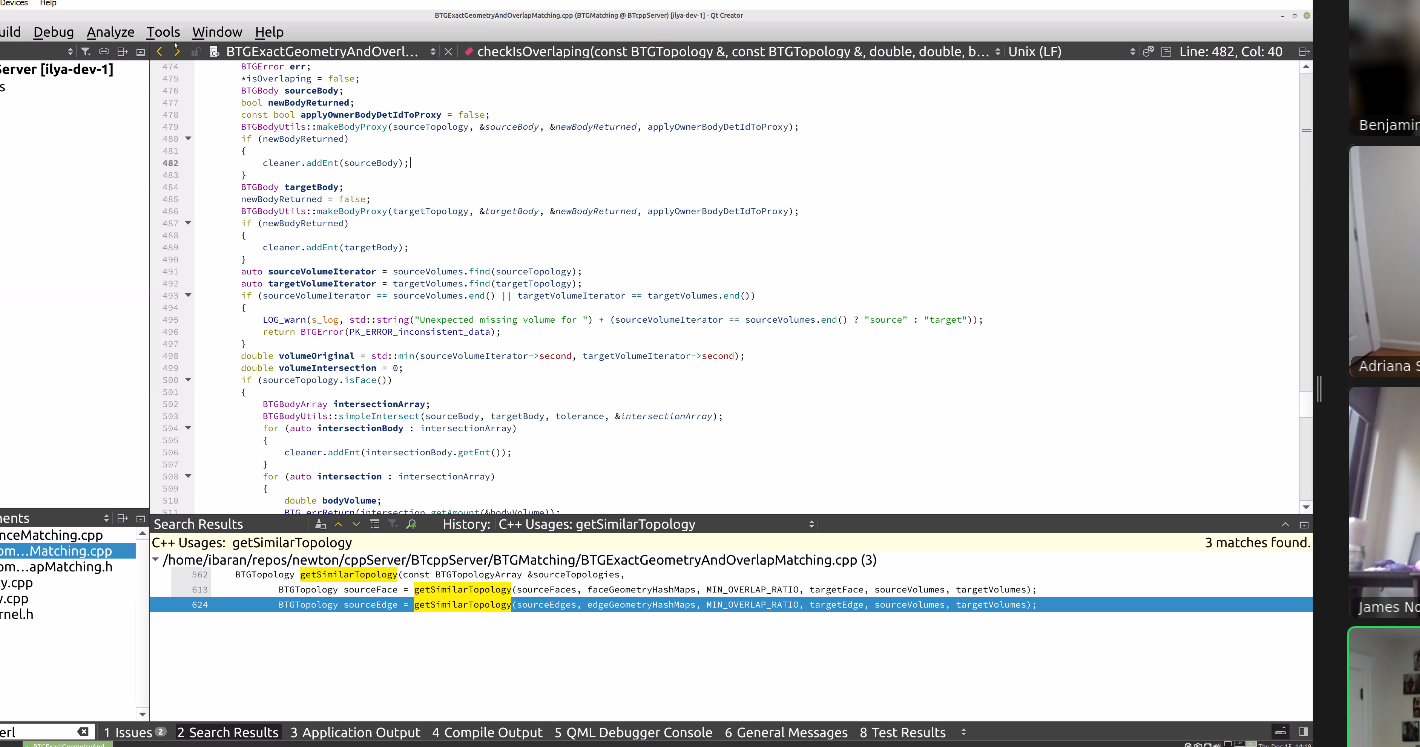 Devices Help
BTGExactGeometryAndOverlapMatching.cpp (BTGMatching @ BTcppServer) [ilya-dev-1] - Qt Creator
uild Debug Analyze Tools Window Help
BTGExactGeometryAndOverl... checkIsOverlaping(const BTGTopology &, const BTGTopology &, double, double, b... Unix (LF) Line: 482, Col: 40
Server [ilya-dev-1]
s
474 BTGError err;
475 *isOverlaping = false;
476 BTGBody sourceBody;
477 bool newBodyReturned;
478 const bool applyOwnerBodyDetIdToProxy = false;
479 BTGBodyUtils::makeBodyProxy(sourceTopology, &sourceBody, &newBodyReturned, applyOwnerBodyDetIdToProxy);
480 if (newBodyReturned)
481 {
482 cleaner.addEnt(sourceBody);
483 }
484 BTGBody targetBody;
485 newBodyReturned = false;
486 BTGBodyUtils::makeBodyProxy(targetTopology, &targetBody, &newBodyReturned, applyOwnerBodyDetIdToProxy);
487 if (newBodyReturned)
488 {
489 cleaner.addEnt(targetBody);
490 }
491 auto sourceVolumeIterator = sourceVolumes.find(sourceTopology);
492 auto targetVolumeIterator = targetVolumes.find(targetTopology);
493 if (sourceVolumeIterator == sourceVolumes.end() || targetVolumeIterator == targetVolumes.end())
494 {
495 LOG_warn(s_log, std::string("Unexpected missing volume for ") + (sourceVolumeIterator == sourceVolumes.end() ? "source" : "target"));
496 return BTGError(PK_ERROR_inconsistent_data);
497 }
498 double volumeOriginal = std::min(sourceVolumeIterator->second, targetVolumeIterator->second);
499 double volumeIntersection = 0;
500 if (sourceTopology.isFace())
501 {
502 BTGBodyArray intersectionArray;
503 BTGBodyUtils::simpleIntersect(sourceBody, targetBody, tolerance, &intersectionArray);
504 for (auto intersectionBody : intersectionArray)
505 {
506 cleaner.addEnt(intersectionBody.getEnt());
507 }
508 for (auto intersection : intersectionArray)
509 {
510 double bodyVolume;
511 BTG_errReturn(intersection.getAmount(&bodyVolume));
ments
nceMatching.cpp
om...Matching.cpp
om...apMatching.h
y.cpp
y.cpp
rnel.h
Search Results History: C++ Usages: getSimilarTopology
C++ Usages: getSimilarTopology 3 matches found.
/home/ibaran/repos/newton/cppServer/BTcppServer/BTGMatching/BTGExactGeometryAndOverlapMatching.cpp (3)
562 BTGTopology getSimilarTopology(const BTGTopologyArray &sourceTopologies,
613 BTGTopology sourceFace = getSimilarTopology(sourceFaces, faceGeometryHashMaps, MIN_OVERLAP_RATIO, targetFace, sourceVolumes, targetVolumes);
624 BTGTopology sourceEdge = getSimilarTopology(sourceEdges, edgeGeometryHashMaps, MIN_OVERLAP_RATIO, targetEdge, sourceVolumes, targetVolumes);
erl 1 Issues 2 2 Search Results 3 Application Output 4 Compile Output 5 QML Debugger Console 6 General Messages 8 Test Results
Benjamin
Adriana S
James No